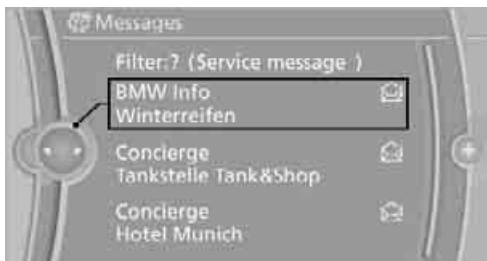 Messages
Filter:? (Service message )
BMW Info
Winterreifen
Concierge
Tankstelle Tank&Shop
Concierge
Hotel Munich